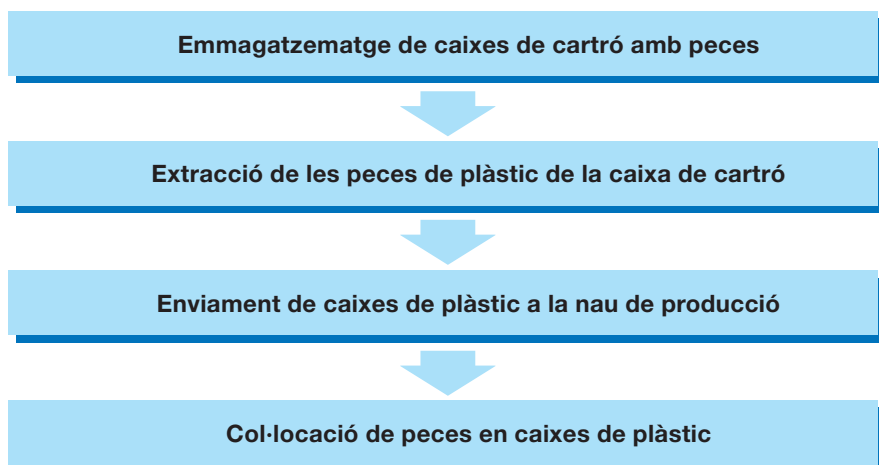 Emmagatzematge de caixes de cartró amb peces
Extracció de les peces de plàstic de la caixa de cartró
Enviament de caixes de plàstic a la nau de producció
Col·locació de peces en caixes de plàstic